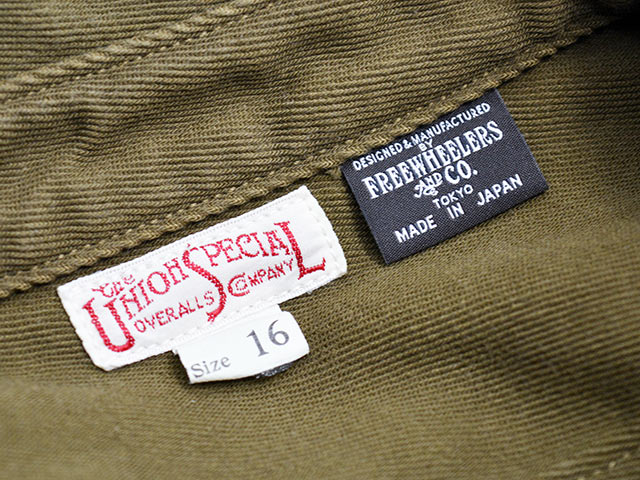 The
UNION SPECIAL
OVERALLS COMPANY
Size 16
DESIGNED & MANUFACTURED
BY
FREEWHEELERS
AND CO.
TOKYO
MADE IN JAPAN